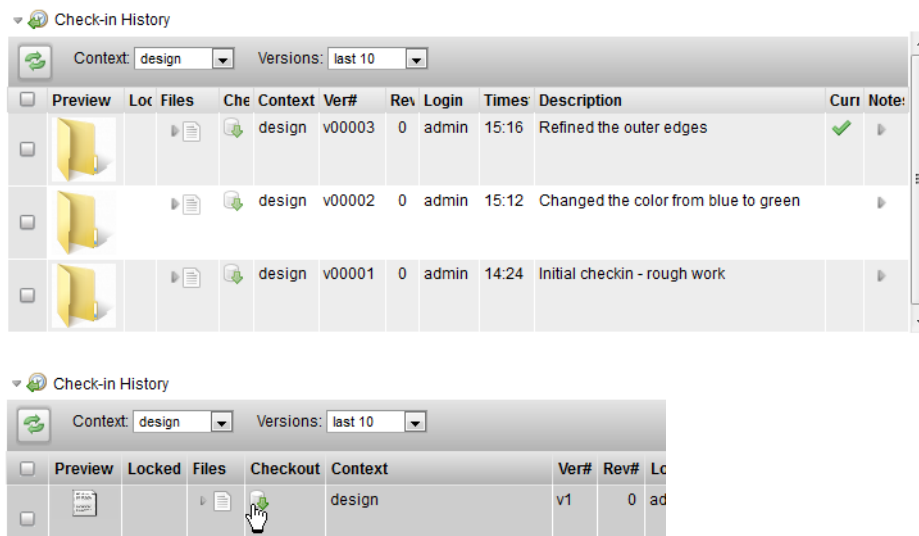 Check-in History
Context: design Versions: last 10
Preview Loc Files Che Context Ver# Rev Login Times Description Curr Notes
design v00003 0 admin 15:16 Refined the outer edges
design v00002 0 admin 15:12 Changed the color from blue to green
design v00001 0 admin 14:24 Initial checkin - rough work
Check-in History
Context: design Versions: last 10
Preview Locked Files Checkout Context Ver# Rev# Lo
design v1 0 ad